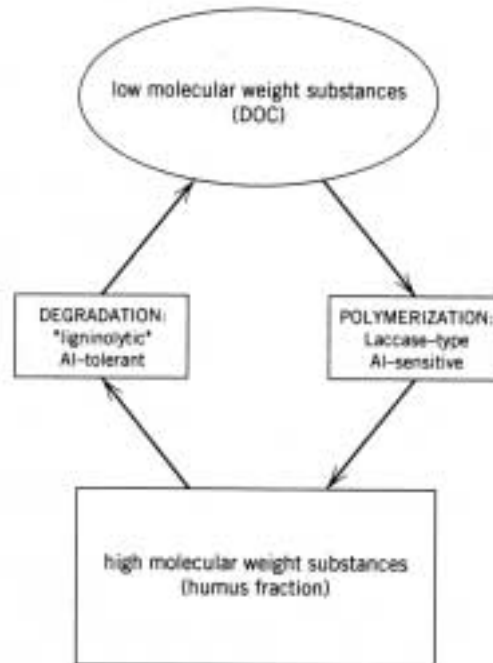 low molecular weight substances
(DOC)
DEGRADATION:
"ligninolytic"
Al-tolerant
POLYMERIZATION:
Laccase-type
Al-sensitive
high molecular weight substances
(humus fraction)